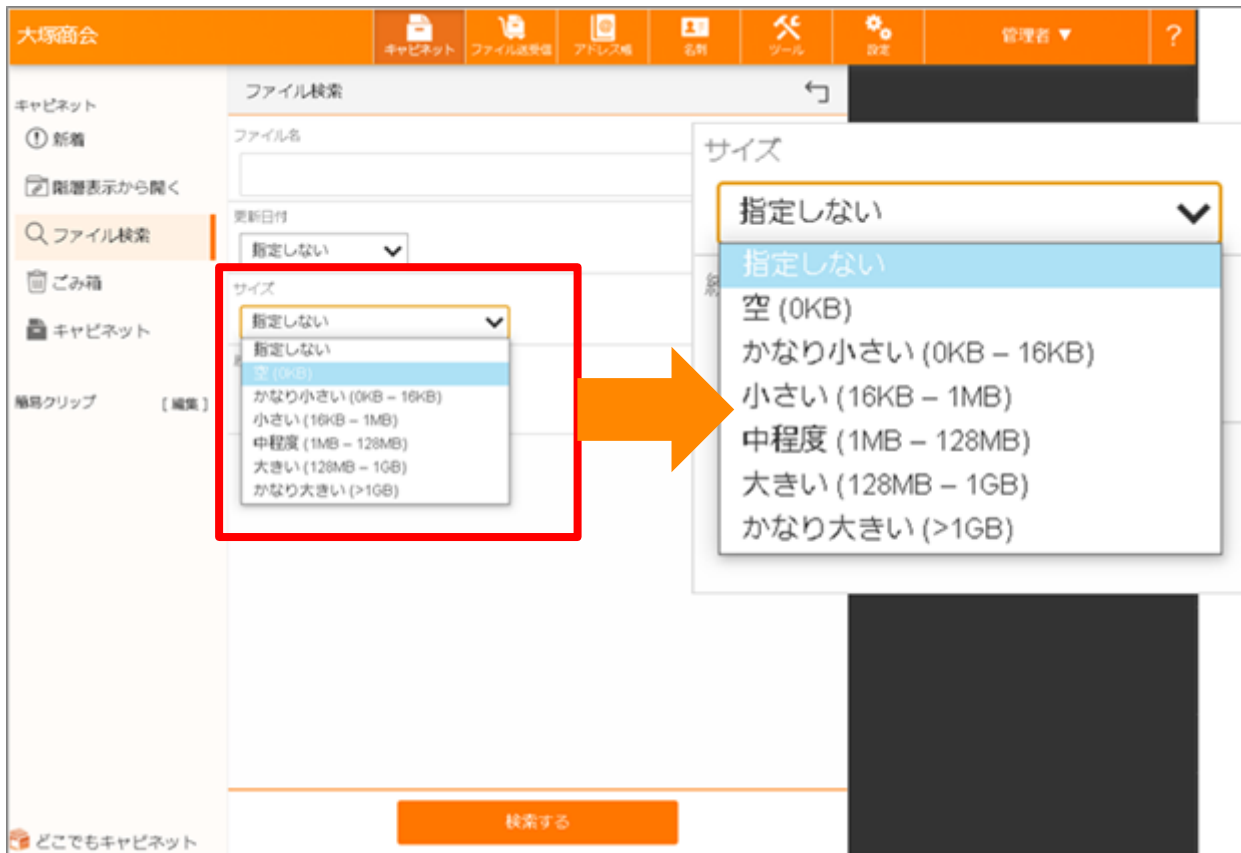 大塚商会
キャビネット
ファイル送受信
アドレス帳
名刺
ツール
設定
管理者 ▼
?
キャビネット
新着
階層表示から開く
ファイル検索
ごみ箱
キャビネット
簡易クリップ [ 編集 ]
どこでもキャビネット
ファイル検索
ファイル名
更新日付
指定しない
サイズ
指定しない
指定しない
空 (0KB)
かなり小さい (0KB – 16KB)
小さい (16KB – 1MB)
中程度 (1MB – 128MB)
大きい (128MB – 1GB)
かなり大きい (>1GB)
検索する
サイズ
指定しない
指定しない
空 (0KB)
かなり小さい (0KB – 16KB)
小さい (16KB – 1MB)
中程度 (1MB – 128MB)
大きい (128MB – 1GB)
かなり大きい (>1GB)